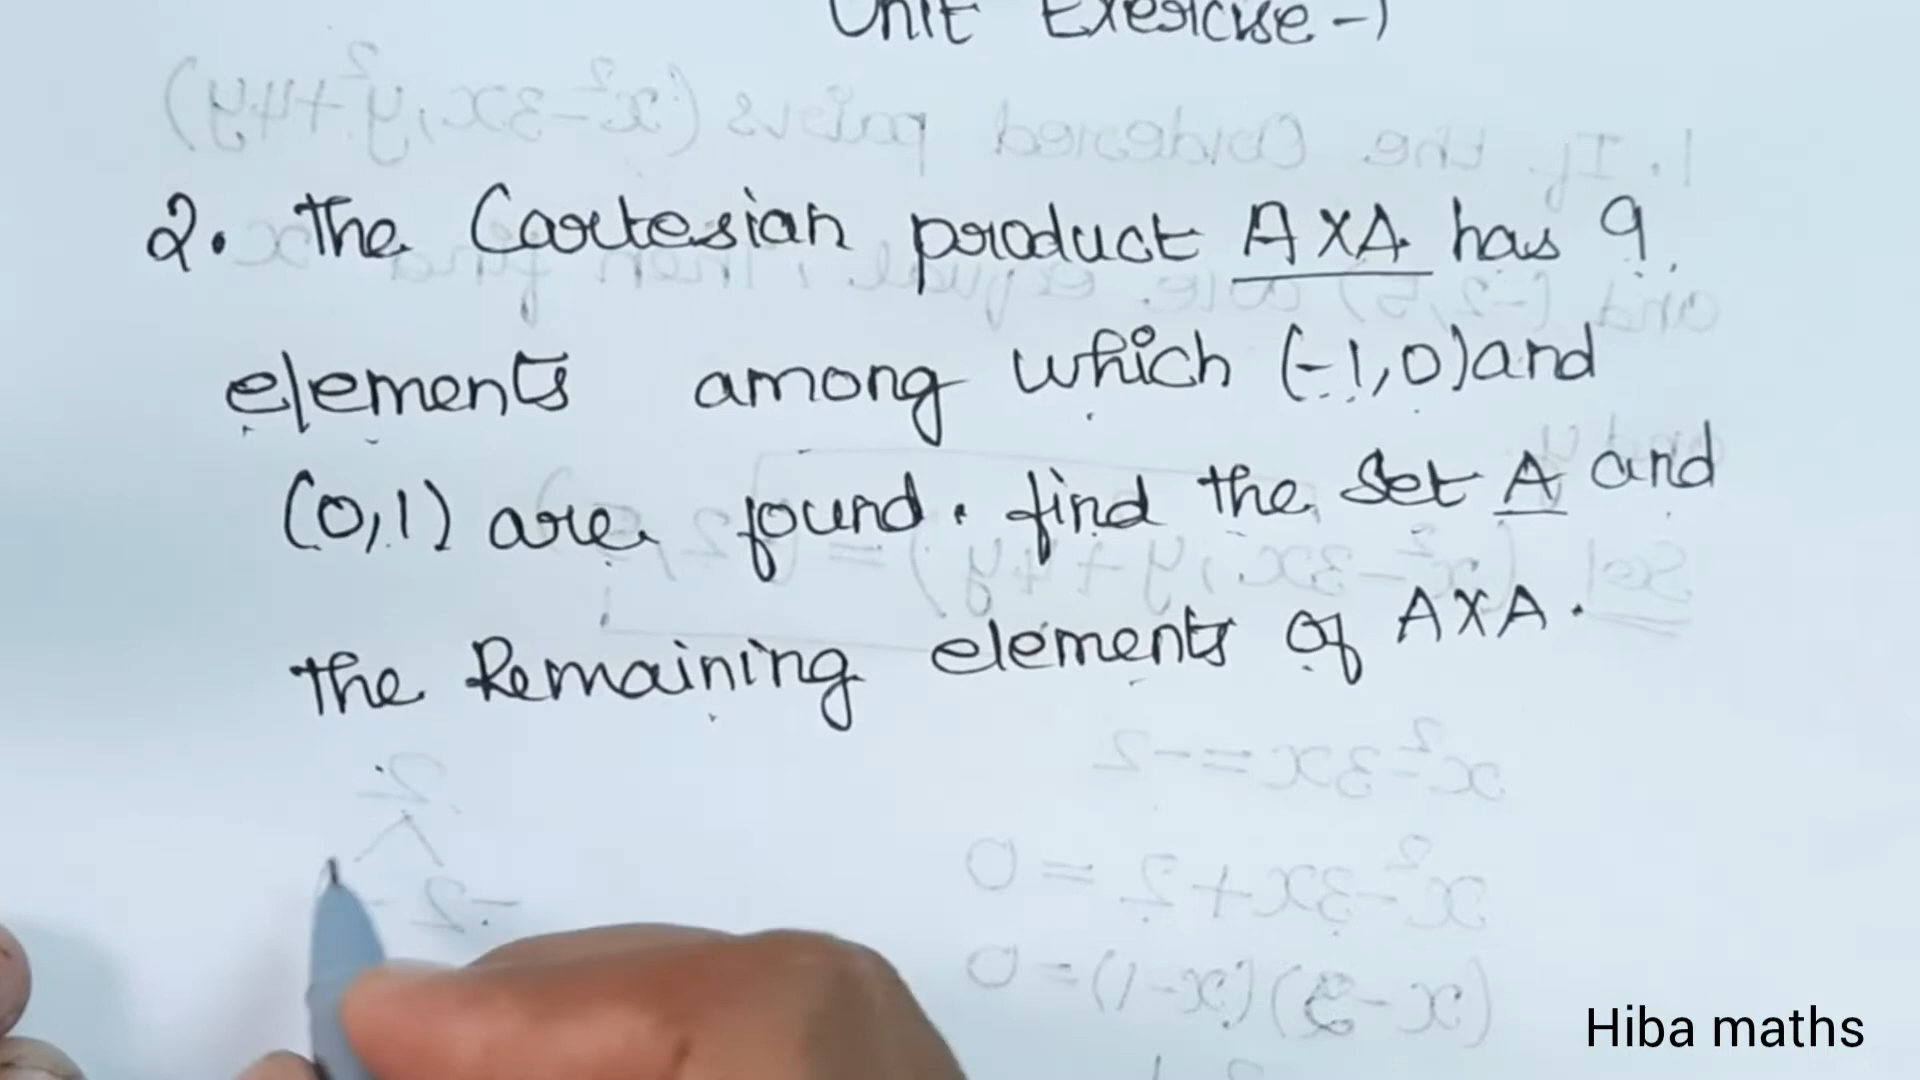 Unit Exercise-1
2. The Cartesian product A×A has 9
elements among which (-1,0) and
(0,1) are found. find the Set A and
the Remaining elements of A×A.
Hiba maths